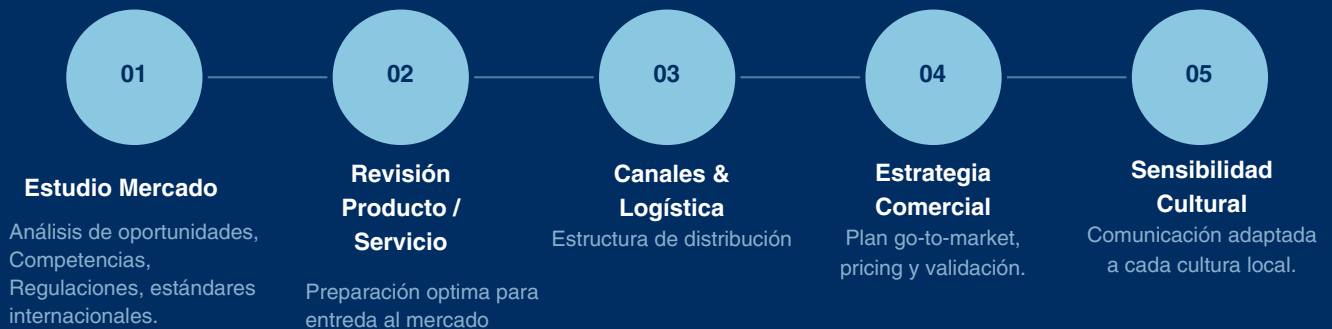 01
Estudio Mercado
Análisis de oportunidades,
Competencias,
Regulaciones, estándares
internacionales.
02
Revisión
Producto /
Servicio
Preparación optima para
entreda al mercado
03
Canales &
Logística
Estructura de distribución
04
Estrategia
Comercial
Plan go-to-market,
pricing y validación.
05
Sensibilidad
Cultural
Comunicación adaptada
a cada cultura local.